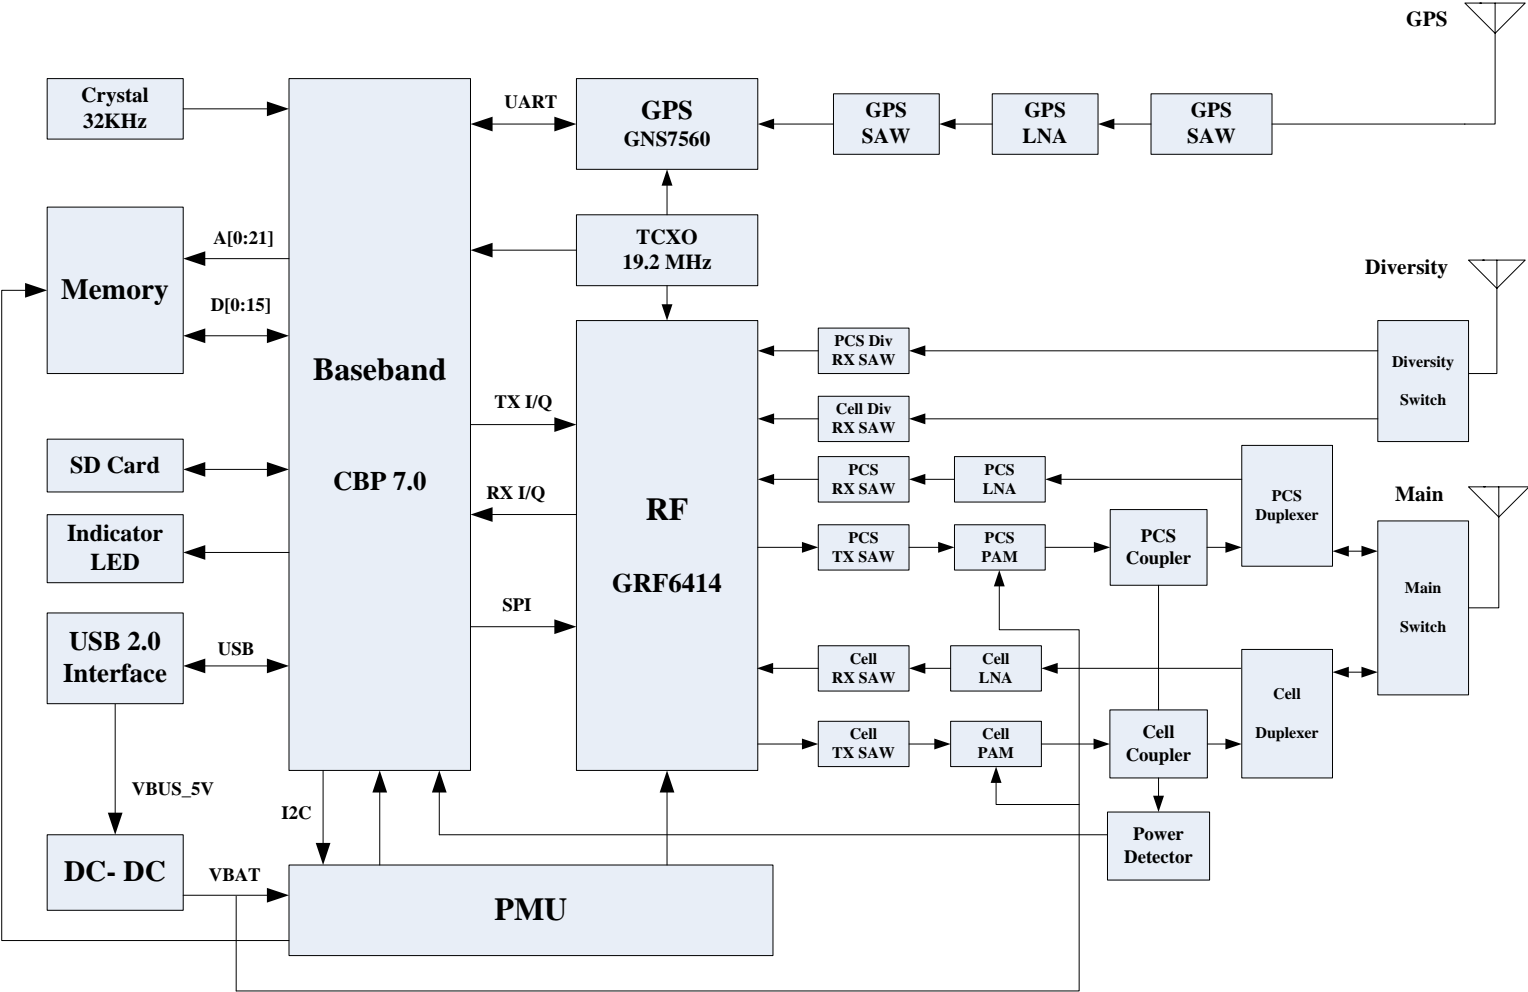 GPS
Crystal
32KHz
UART
GPS
GNS7560
GPS
SAW
GPS
LNA
GPS
SAW
A[0:21]
Memory
D[0:15]
TCXO
19.2 MHz
Diversity
Baseband
CBP 7.0
PCS Div
RX SAW
Diversity
Switch
TX I/Q
Cell Div
RX SAW
SD Card
RX I/Q
RF
GRF6414
PCS
RX SAW
PCS
LNA
PCS
Duplexer
Main
Indicator
LED
PCS
TX SAW
PCS
PAM
PCS
Coupler
Main
Switch
SPI
USB 2.0
Interface
USB
Cell
RX SAW
Cell
LNA
Cell
Duplexer
Cell
TX SAW
Cell
PAM
Cell
Coupler
VBUS_5V
I2C
Power
Detector
DC- DC
VBAT
PMU